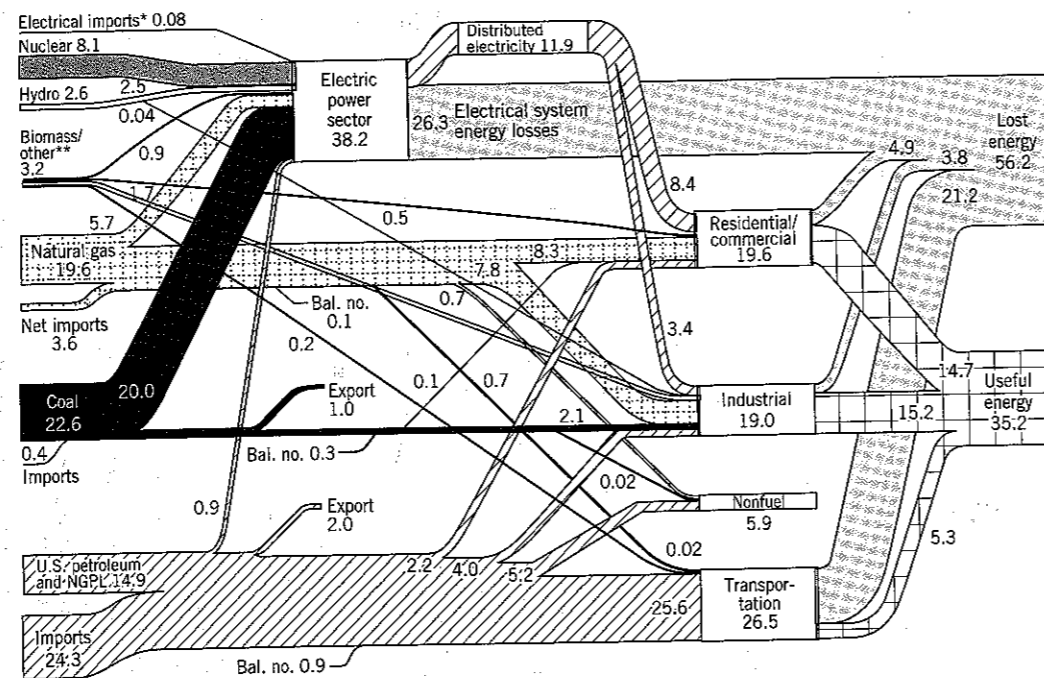 Electrical imports* 0.08
Nuclear 8.1
Hydro 2.6
2.5
0.04
Biomass/
other**
3.2
0.9
1.7
5.7
Natural gas
19.6
Net imports
3.6
Coal
22.6
20.0
0.4
Imports
U.S. petroleum
and NGPL 14.9
Imports
24.3
Bal. no. 0.9
Electric
power
sector
38.2
Distributed
electricity 11.9
26.3
Electrical system
energy losses
Lost
energy
56.2
4.9
3.8
21.2
8.4
0.5
Residential/
commercial
19.6
8.3
7.8
0.7
Bal. no.
0.1
0.2
3.4
0.1
0.7
Export
1.0
2.1
Bal. no. 0.3
Industrial
19.0
14.7
15.2
Useful
energy
35.2
0.02
Nonfuel
5.9
0.9
Export
2.0
2.2
4.0
5.2
0.02
5.3
25.6
Transpor-
tation
26.5